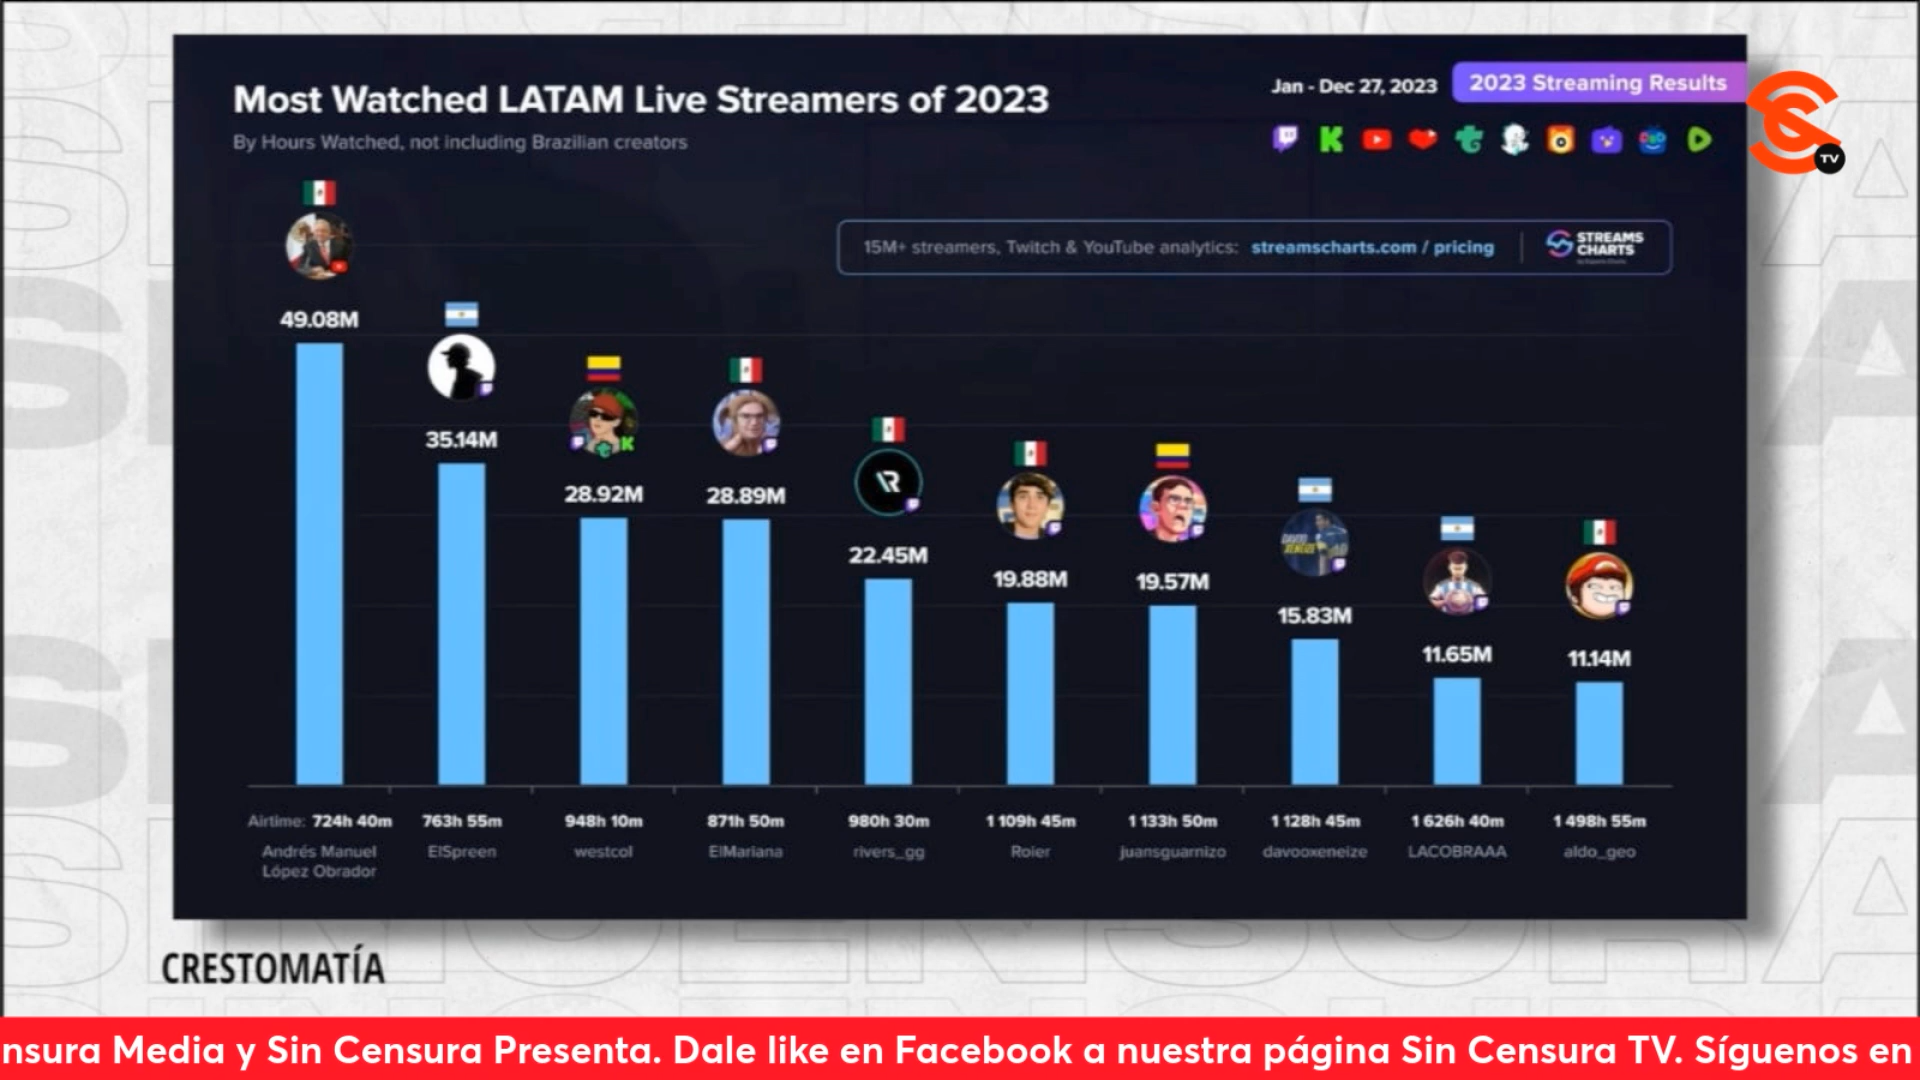 Most Watched LATAM Live Streamers of 2023
By Hours Watched, not including Brazilian creators
Jan - Dec 27, 2023
2023 Streaming Results
TV
15M+ streamers, Twitch & YouTube analytics: streamscharts.com / pricing
STREAMS
CHARTS
49.08M
35.14M
28.92M
28.89M
22.45M
19.88M
19.57M
15.83M
11.65M
11.14M
Airtime: 724h 40m
763h 55m
948h 10m
871h 50m
980h 30m
1 109h 45m
1 133h 50m
1 128h 45m
1 626h 40m
1 498h 55m
Andrés Manuel
López Obrador
ElSpreen
westcol
ElMariana
rivers_gg
Roier
juansguarnizo
davooxeneize
LACOBRAAA
aldo_geo
CRESTOMATÍA
nsura Media y Sin Censura Presenta. Dale like en Facebook a nuestra página Sin Censura TV. Síguenos en